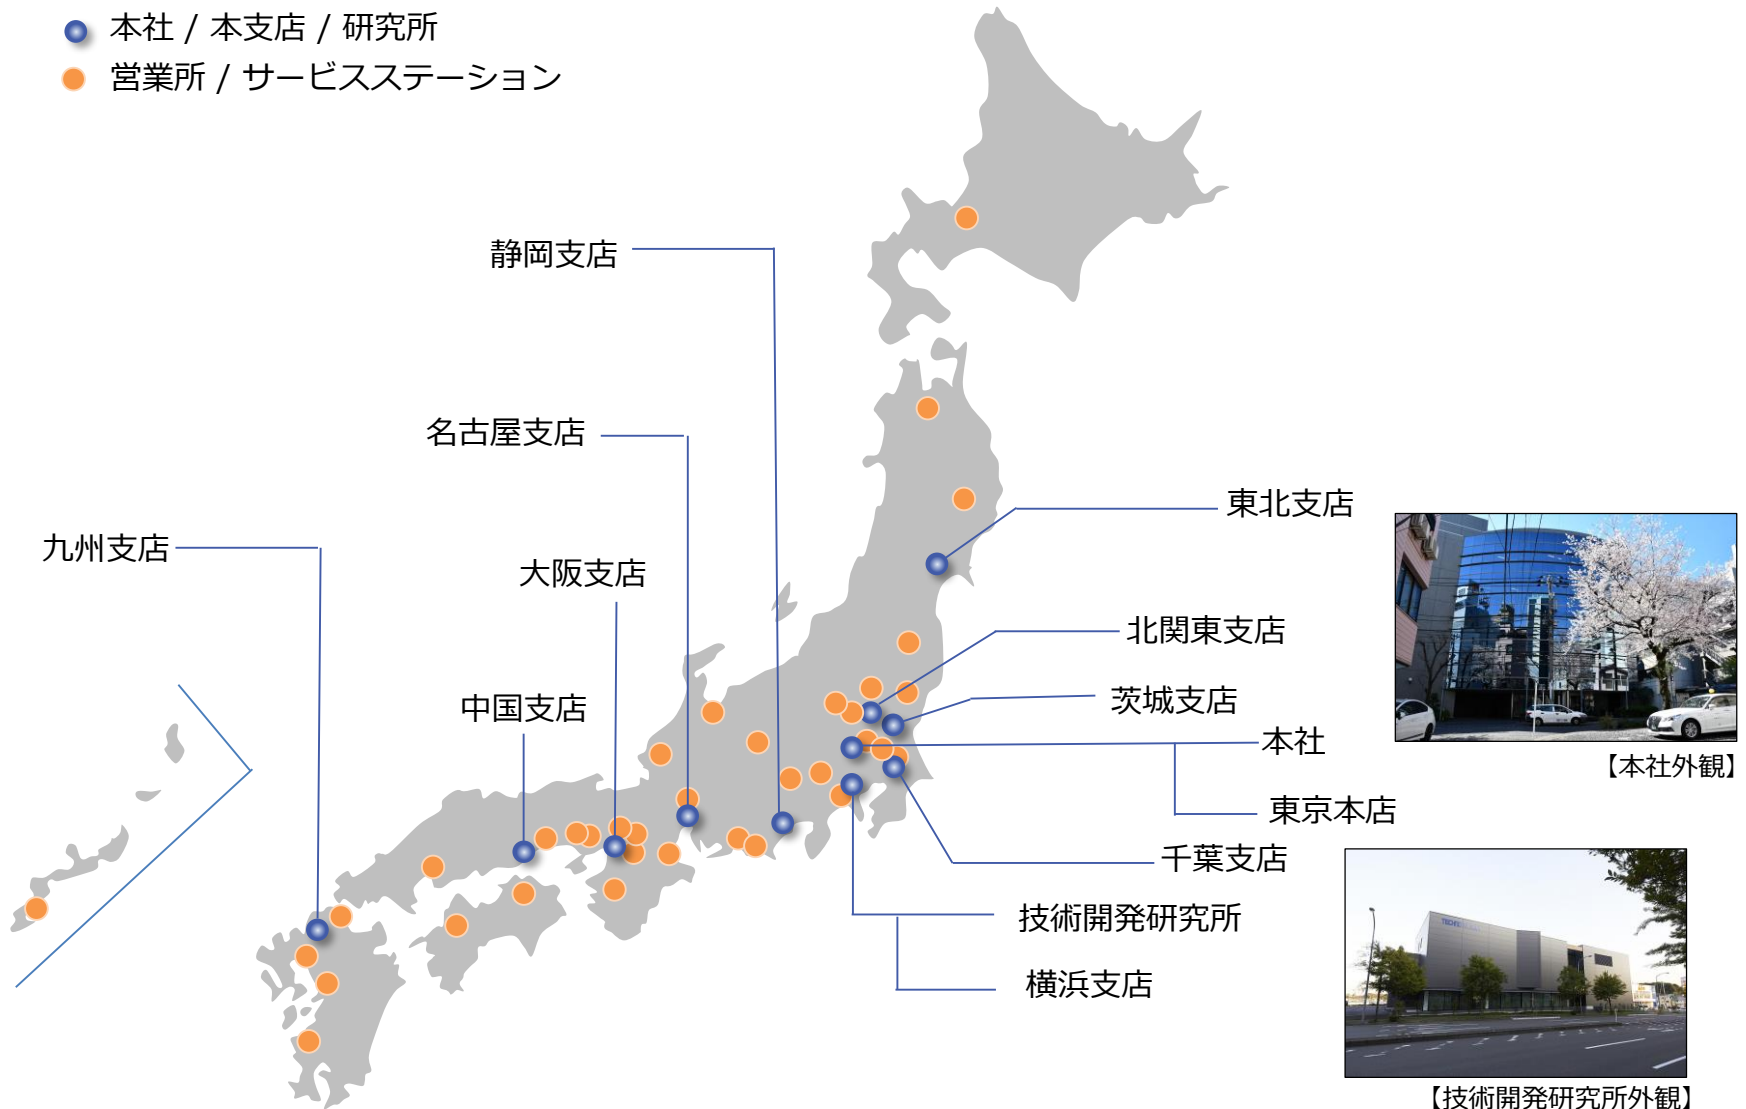 本社 / 本支店 / 研究所
営業所 / サービスステーション
静岡支店
名古屋支店
東北支店
九州支店
大阪支店
北関東支店
中国支店
茨城支店
本社
【本社外観】
東京本店
千葉支店
技術開発研究所
横浜支店
【技術開発研究所外観】